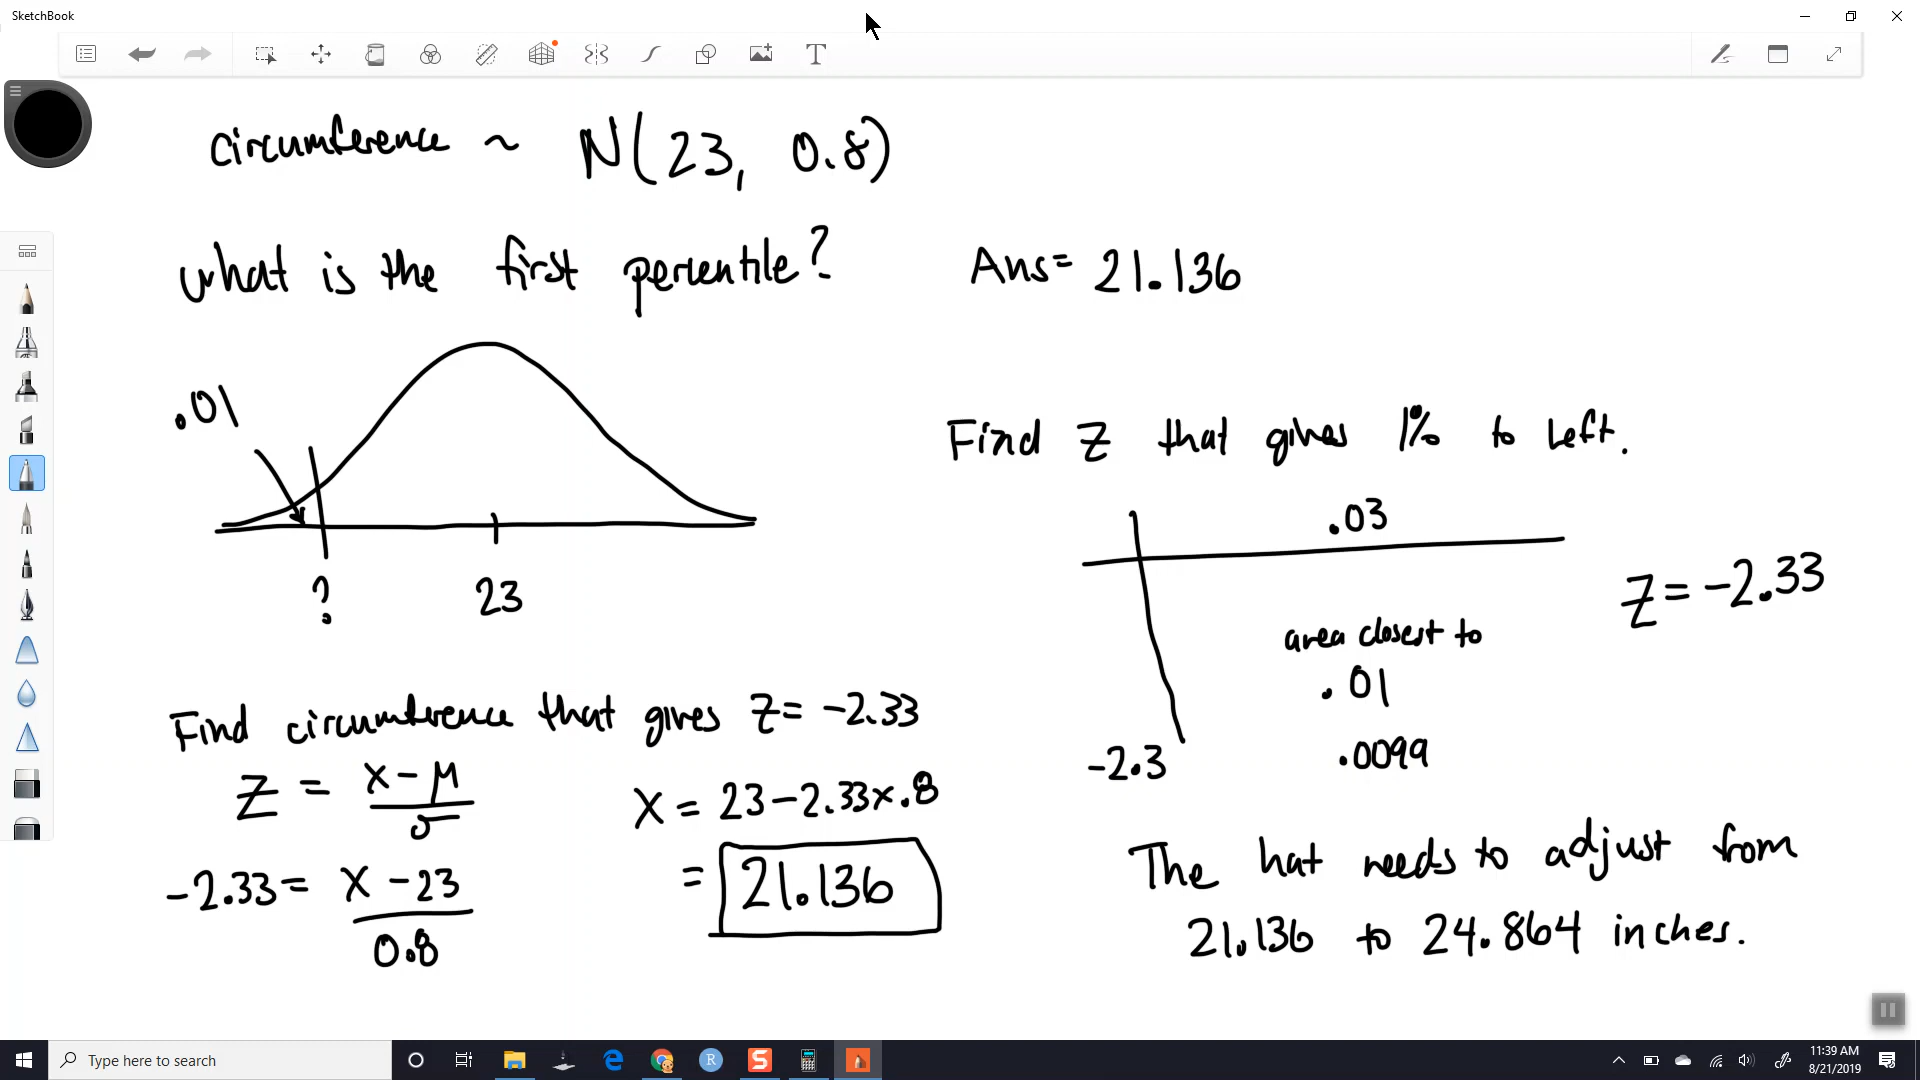 SketchBook
circumference ~ N(23, 0.8)
what is the first percentile?
Ans= 21.136
.01
?
23
Find Z that gives 1% to left.
.03
area closest to
.01
-2.3
.0099
Z= -2.33
Find circumference that gives Z= -2.33
Z = x-μ / σ
-2.33= x-23 / 0.8
X = 23-2.33x.8
= 21.136
The hat needs to adjust from
21.136 to 24.864 inches.
Type here to search
11:39 AM
8/21/2019